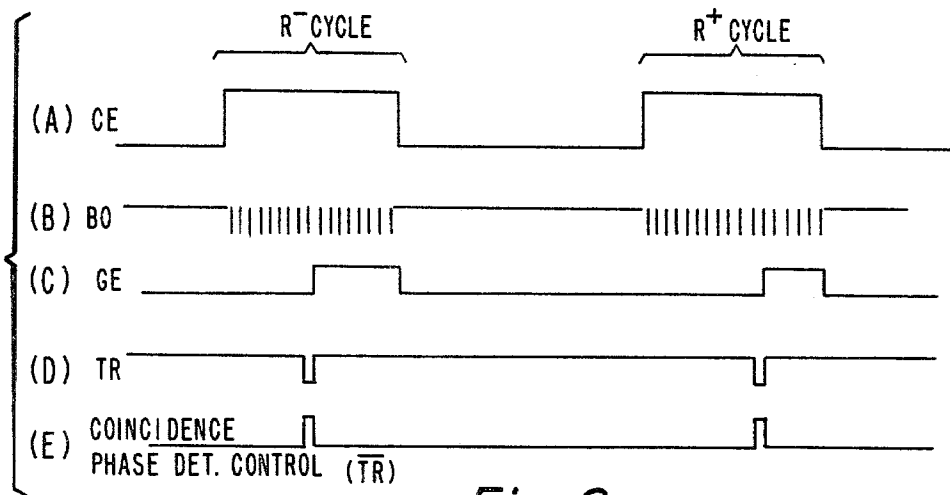 R⁻ CYCLE
R⁺ CYCLE
(A) CE
(B) BO
(C) GE
(D) TR
(E) COINCIDENCE
PHASE DET. CONTROL (T̅R̅)